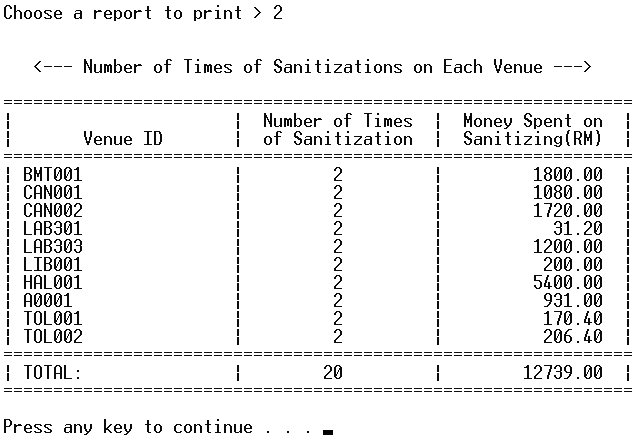 Choose a report to print > 2
<--- Number of Times of Sanitizations on Each Venue --->
===============================================================
| | Number of Times | Money Spent on |
| Venue ID | of Sanitization | Sanitizing(RM) |
===============================================================
| BMT001 | 2 | 1800.00 |
| CAN001 | 2 | 1080.00 |
| CAN002 | 2 | 1720.00 |
| LAB301 | 2 | 31.20 |
| LAB303 | 2 | 1200.00 |
| LIB001 | 2 | 200.00 |
| HAL001 | 2 | 5400.00 |
| A0001 | 2 | 931.00 |
| TOL001 | 2 | 170.40 |
| TOL002 | 2 | 206.40 |
===============================================================
| TOTAL: | 20 | 12739.00 |
===============================================================
Press any key to continue . . .